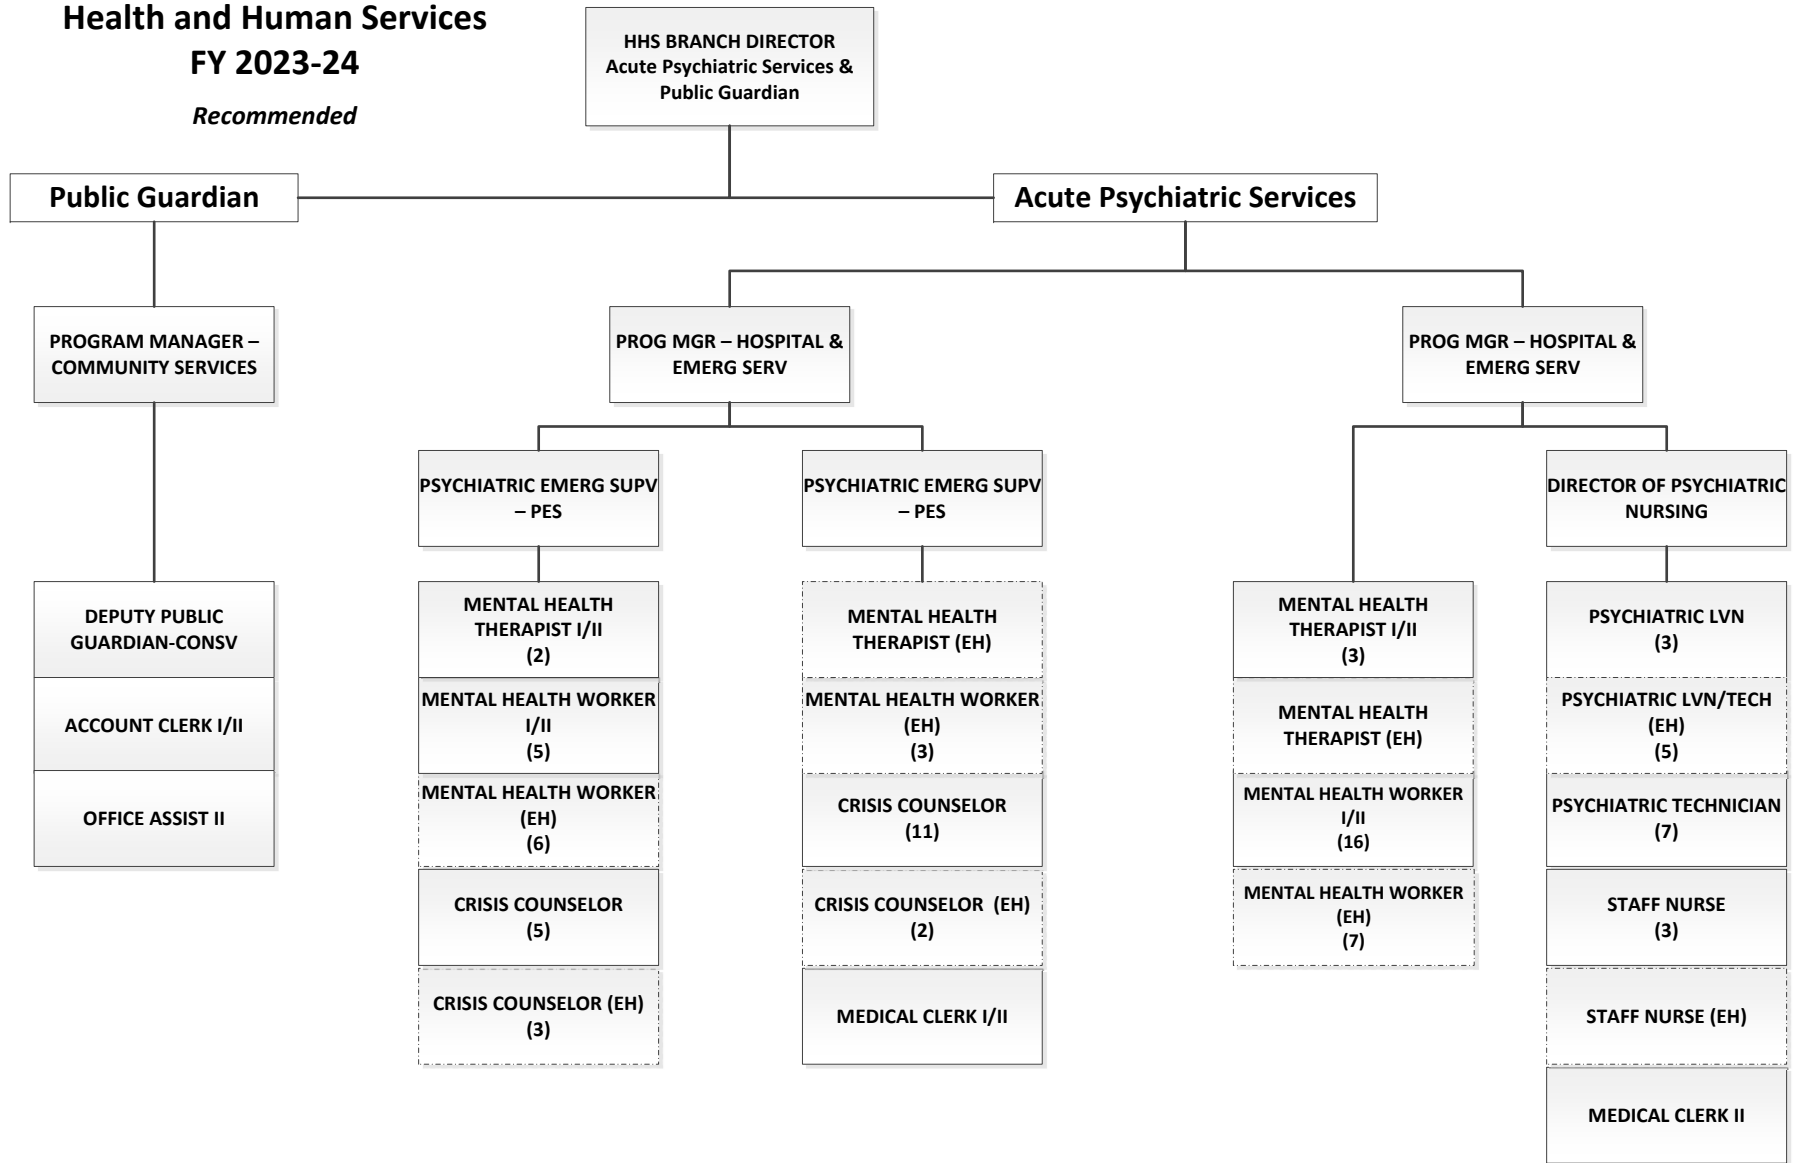 Health and Human Services
FY 2023-24
Recommended
HHS BRANCH DIRECTOR
Acute Psychiatric Services &
Public Guardian
Public Guardian
Acute Psychiatric Services
PROGRAM MANAGER –
COMMUNITY SERVICES
PROG MGR – HOSPITAL &
EMERG SERV
PROG MGR – HOSPITAL &
EMERG SERV
PSYCHIATRIC EMERG SUPV
– PES
PSYCHIATRIC EMERG SUPV
– PES
DIRECTOR OF PSYCHIATRIC
NURSING
DEPUTY PUBLIC
GUARDIAN-CONSV
ACCOUNT CLERK I/II
OFFICE ASSIST II
MENTAL HEALTH
THERAPIST I/II
(2)
MENTAL HEALTH WORKER
I/II
(5)
MENTAL HEALTH WORKER
(EH)
(6)
CRISIS COUNSELOR
(5)
CRISIS COUNSELOR (EH)
(3)
MENTAL HEALTH
THERAPIST (EH)
MENTAL HEALTH WORKER
(EH)
(3)
CRISIS COUNSELOR
(11)
CRISIS COUNSELOR  (EH)
(2)
MEDICAL CLERK I/II
MENTAL HEALTH
THERAPIST I/II
(3)
MENTAL HEALTH
THERAPIST (EH)
MENTAL HEALTH WORKER
I/II
(16)
MENTAL HEALTH WORKER
(EH)
(7)
PSYCHIATRIC LVN
(3)
PSYCHIATRIC LVN/TECH
(EH)
(5)
PSYCHIATRIC TECHNICIAN
(7)
STAFF NURSE
(3)
STAFF NURSE (EH)
MEDICAL CLERK II